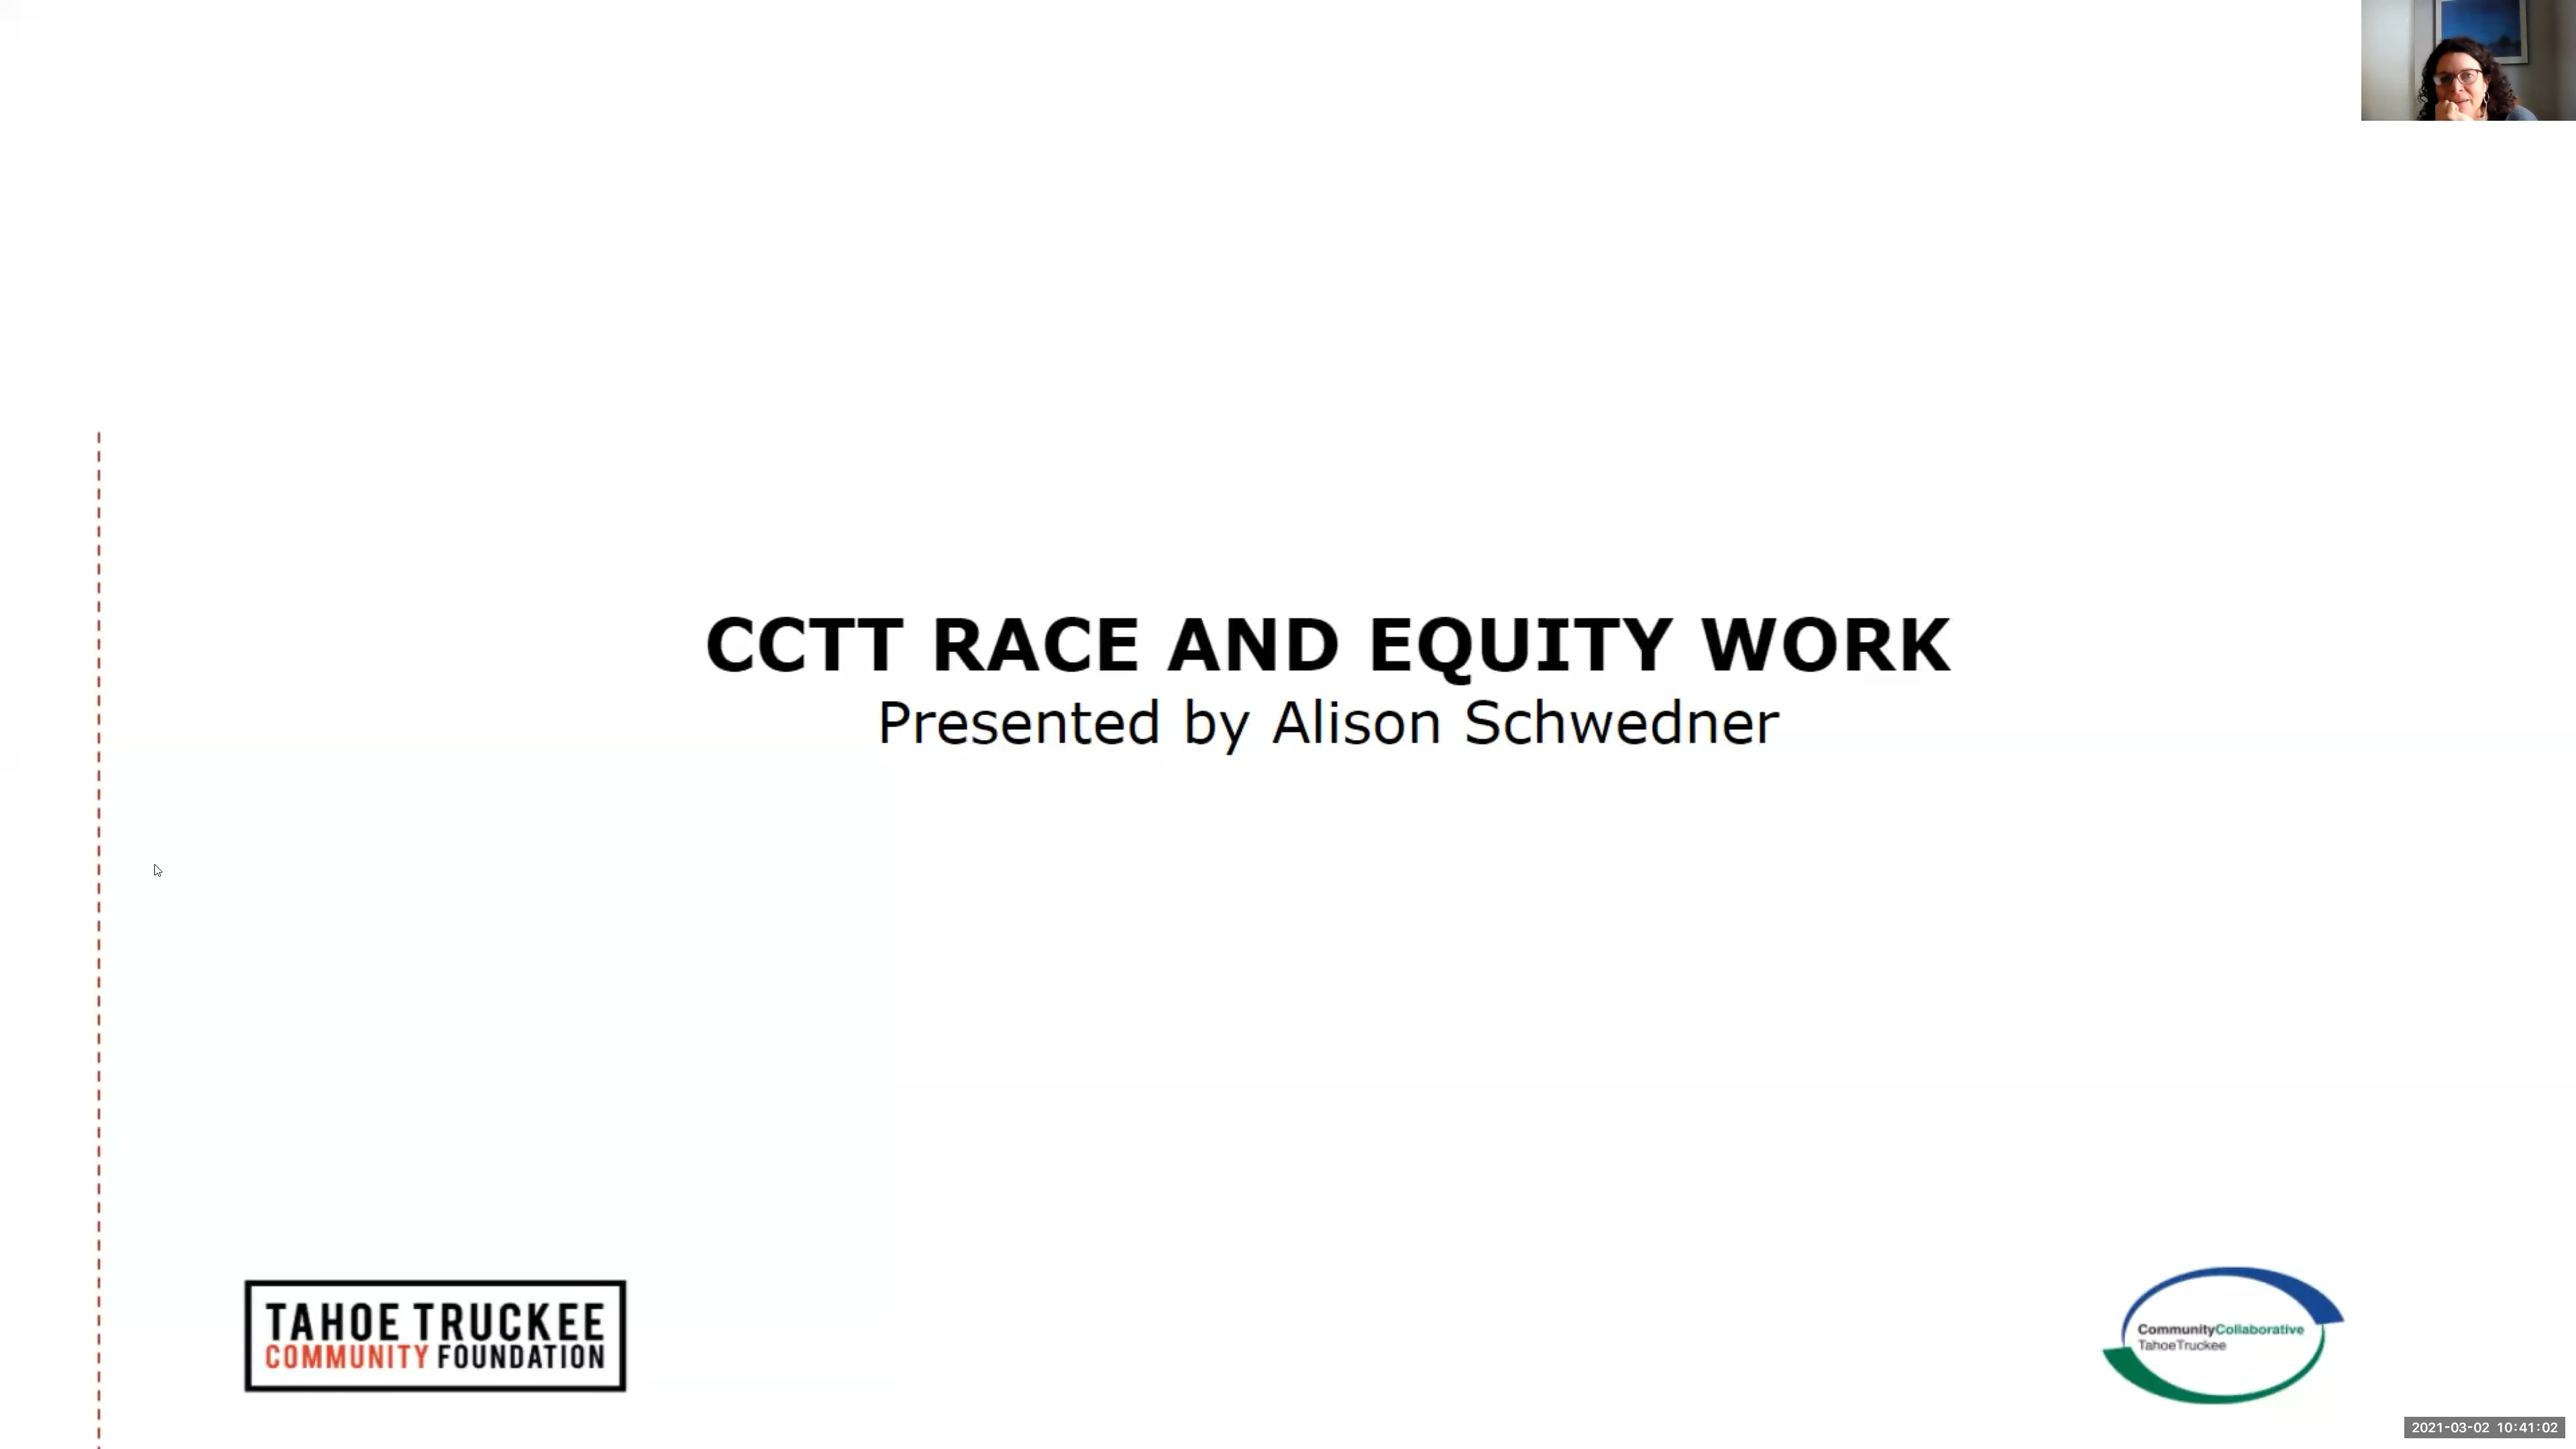 CCTT RACE AND EQUITY WORK
Presented by Alison Schwedner
TAHOE TRUCKEE
COMMUNITY FOUNDATION
CommunityCollaborative
TahoeTruckee
2021-03-02 10:41:02